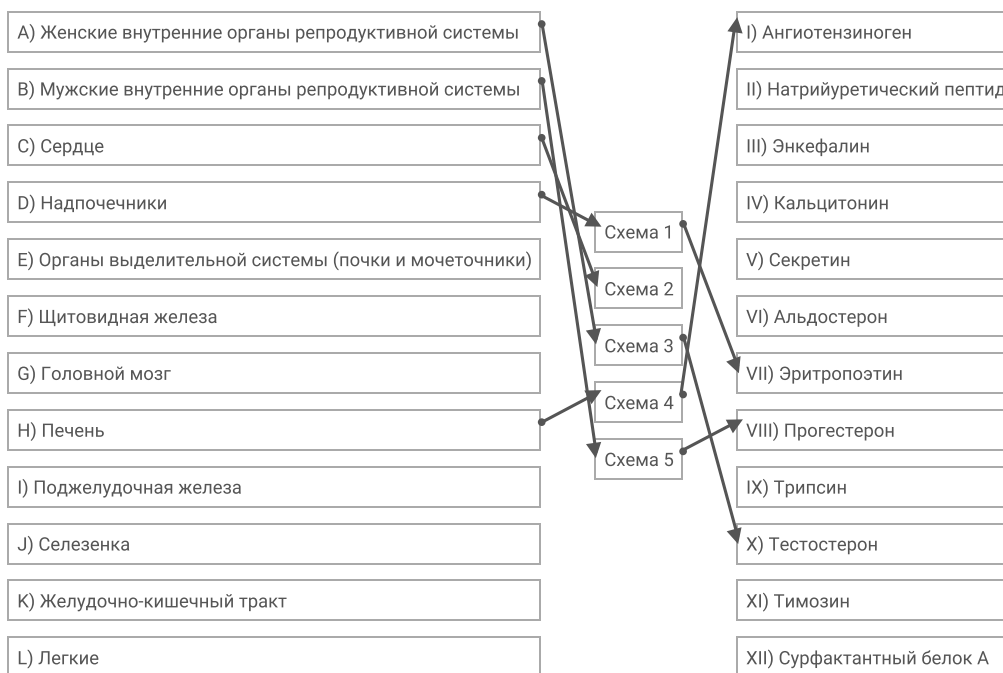 A) Женские внутренние органы репродуктивной системы
B) Мужские внутренние органы репродуктивной системы
C) Сердце
D) Надпочечники
E) Органы выделительной системы (почки и мочеточники)
F) Щитовидная железа
G) Головной мозг
H) Печень
I) Поджелудочная железа
J) Селезенка
K) Желудочно-кишечный тракт
L) Легкие
Схема 1
Схема 2
Схема 3
Схема 4
Схема 5
I) Ангиотензиноген
II) Натрийуретический пептид
III) Энкефалин
IV) Кальцитонин
V) Секретин
VI) Альдостерон
VII) Эритропоэтин
VIII) Прогестерон
IX) Трипсин
X) Тестостерон
XI) Тимозин
XII) Сурфактантный белок А